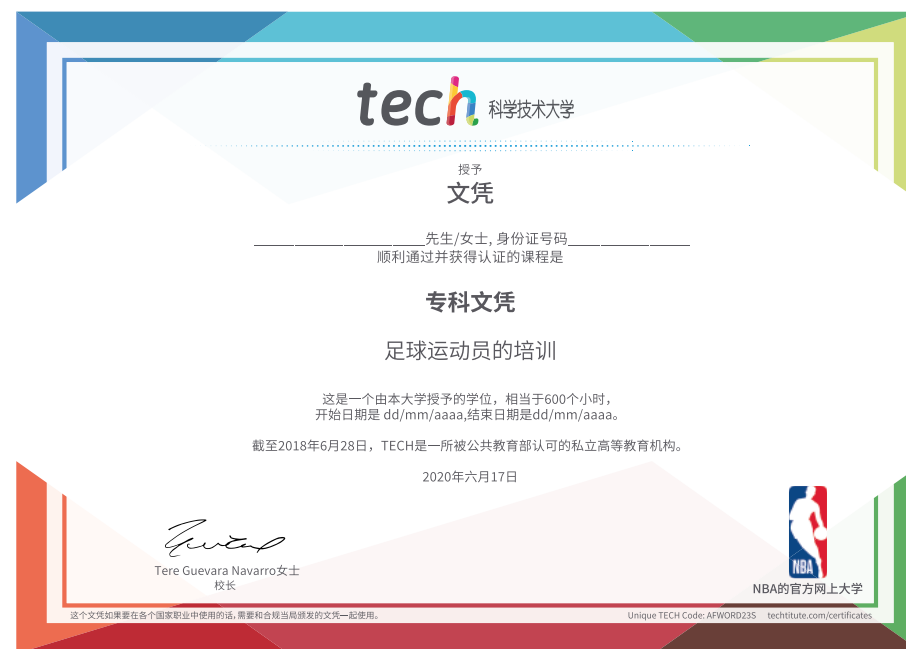 tech 科学技术大学
授予
文凭
____________________先生/女士, 身份证号码_______________
顺利通过并获得认证的课程是
专科文凭
足球运动员的培训
这是一个由本大学授予的学位，相当于600个小时，
开始日期是 dd/mm/aaaa,结束日期是dd/mm/aaaa。
截至2018年6月28日，TECH是一所被公共教育部认可的私立高等教育机构。
2020年六月17日
Tere Guevara Navarro女士
校长
NBA
NBA的官方网上大学
这个文凭如果要在各个国家职业中使用的话,需要和合规当局颁发的文凭一起使用。
Unique TECH Code: AFWORD23S techtitute.com/certificates